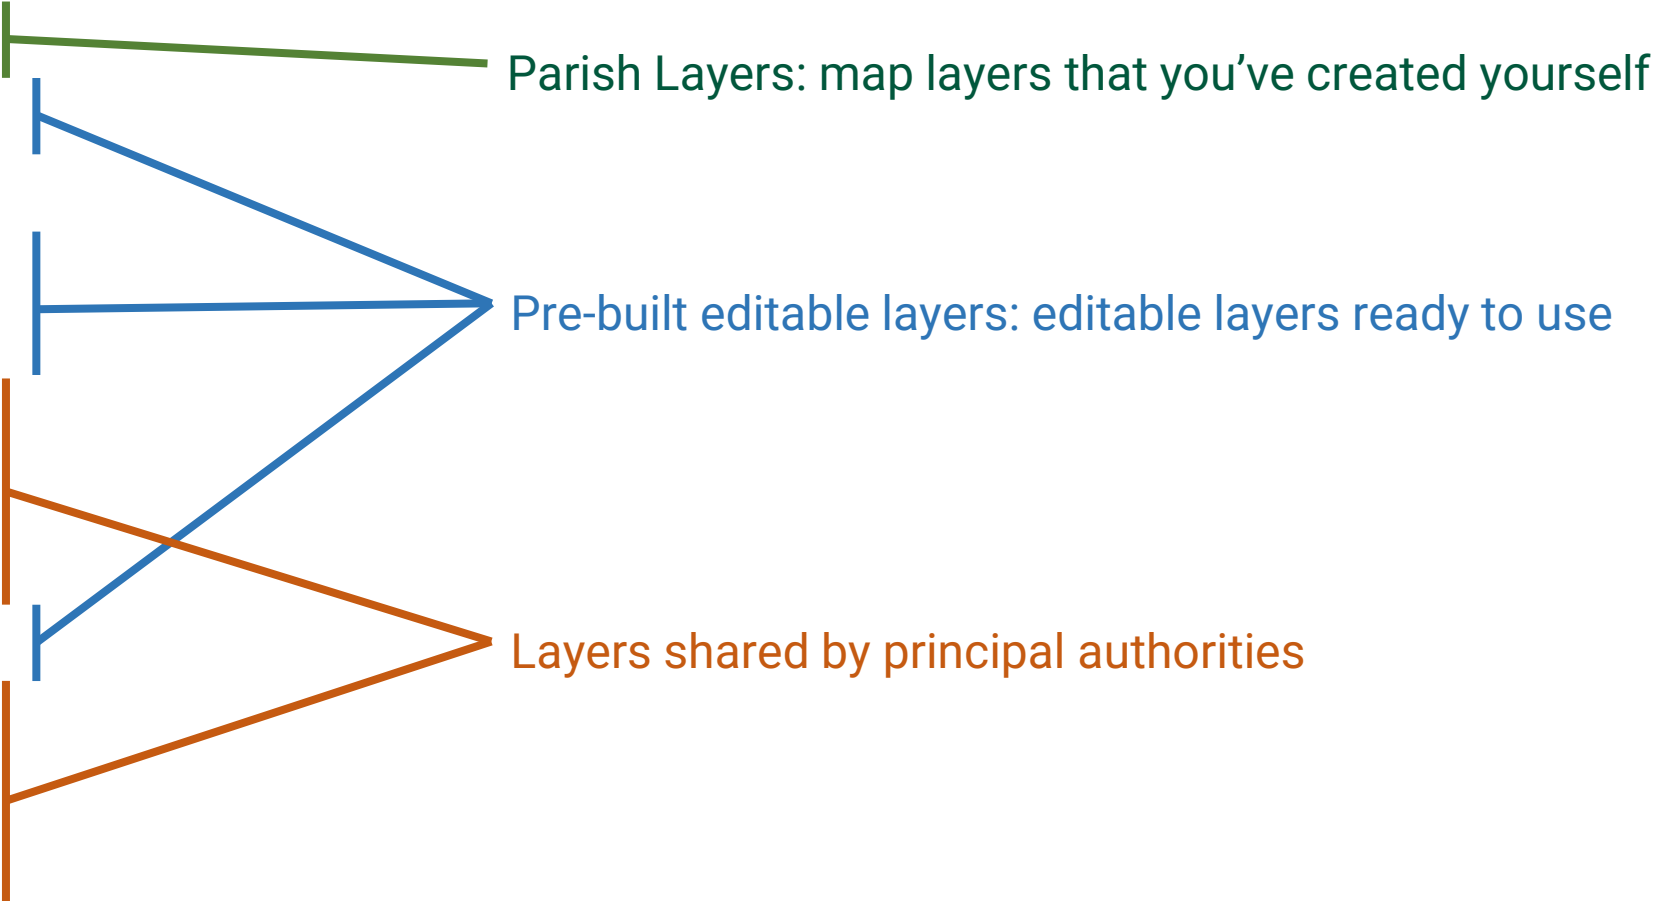 Parish Layers: map layers that you’ve created yourself
Pre-built editable layers: editable layers ready to use
Layers shared by principal authorities